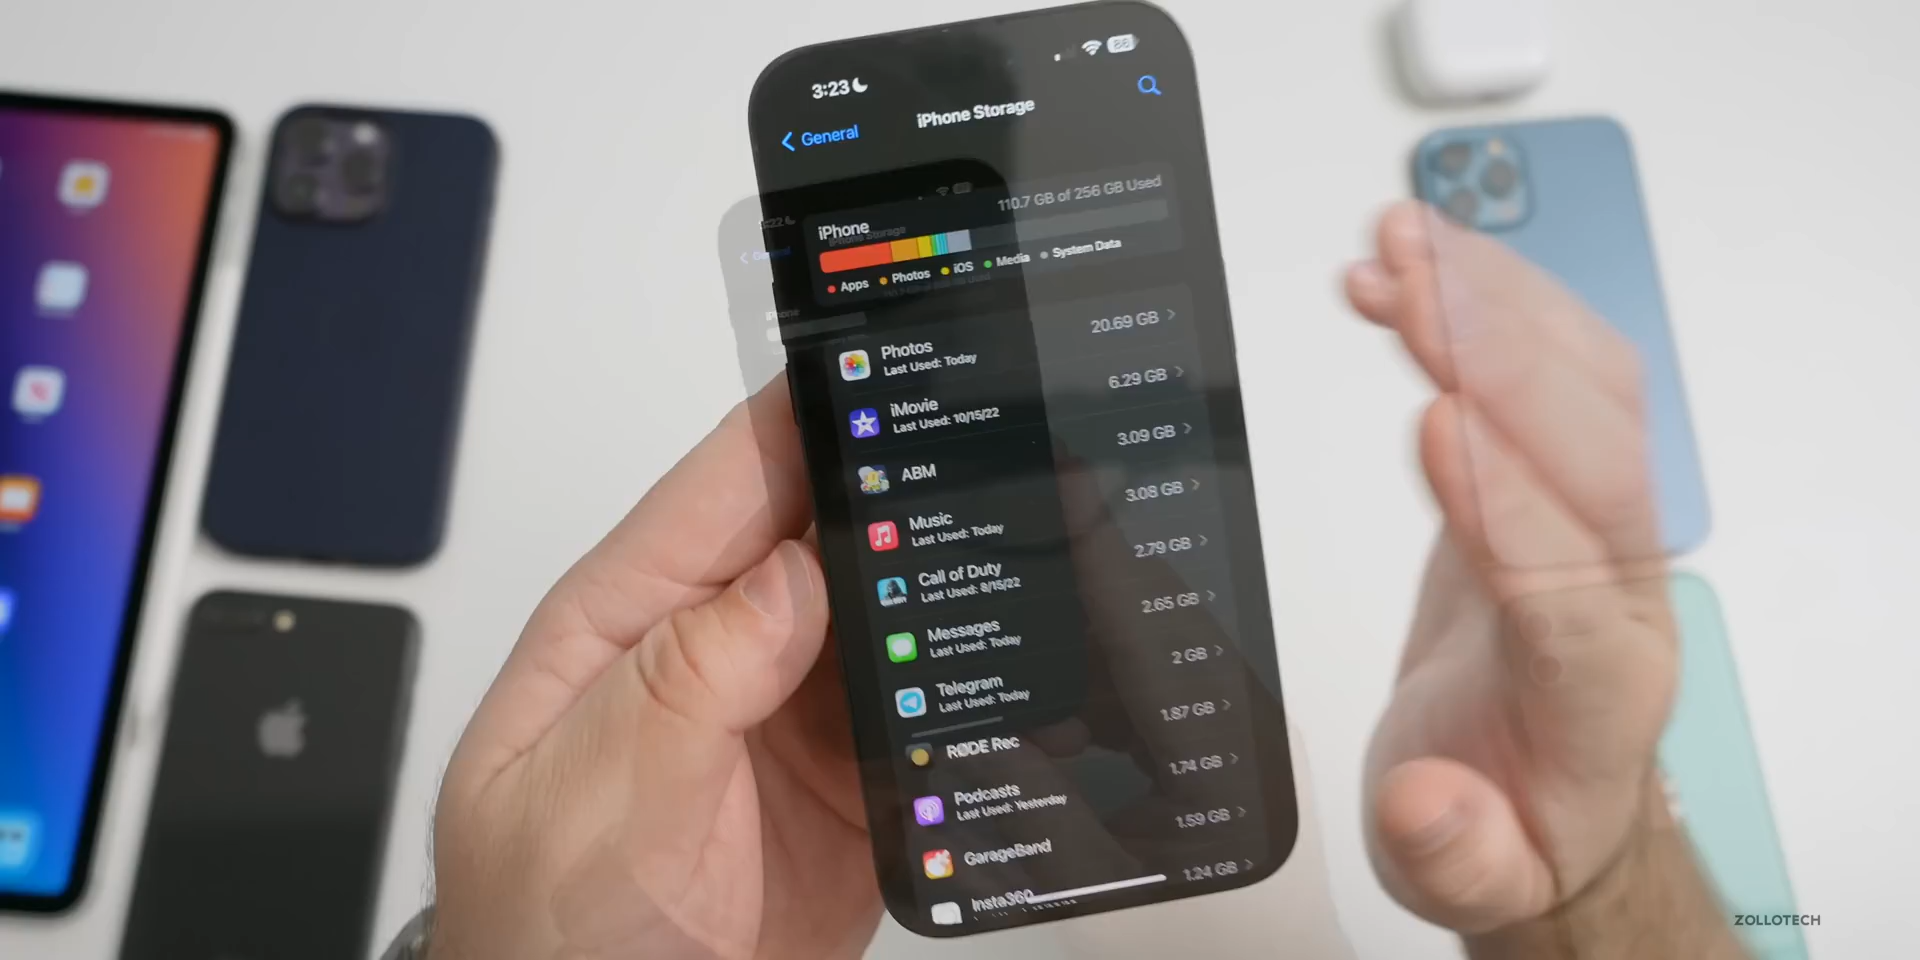 3:23
88
General
iPhone Storage
iPhone
110.7 GB of 256 GB Used
Apps
Photos
iOS
Media
System Data
Photos
Last Used: Today
20.69 GB
iMovie
Last Used: 10/15/22
6.29 GB
ABM
3.09 GB
Music
Last Used: Today
3.08 GB
Call of Duty
Last Used: 8/15/22
2.79 GB
Messages
Last Used: Today
2.65 GB
Telegram
Last Used: Today
2 GB
RØDE Rec
1.87 GB
Podcasts
Last Used: Yesterday
1.74 GB
GarageBand
1.59 GB
Insta360
1.24 GB
iPhone Storage
iPhone
ZOLLOTECH